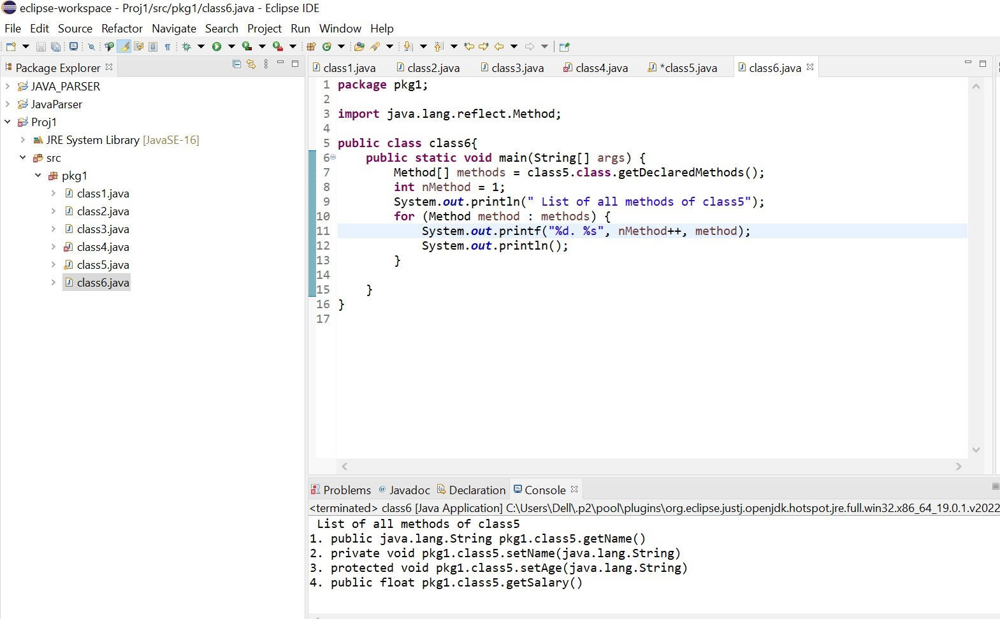 eclipse-workspace - Proj1/src/pkg1/class6.java - Eclipse IDE
File Edit Source Refactor Navigate Search Project Run Window Help
Package Explorer
JAVA_PARSER
JavaParser
Proj1
JRE System Library [JavaSE-16]
src
pkg1
class1.java
class2.java
class3.java
class4.java
class5.java
class6.java
class1.java class2.java class3.java class4.java *class5.java class6.java
1 package pkg1;
2
3 import java.lang.reflect.Method;
4
5 public class class6{
6 public static void main(String[] args) {
7 Method[] methods = class5.class.getDeclaredMethods();
8 int nMethod = 1;
9 System.out.println(" List of all methods of class5");
10 for (Method method : methods) {
11 System.out.printf("%d. %s", nMethod++, method);
12 System.out.println();
13 }
14
15 }
16 }
17
Problems @ Javadoc Declaration Console
<terminated> class6 [Java Application] C:\Users\Dell\.p2\pool\plugins\org.eclipse.justj.openjdk.hotspot.jre.full.win32.x86_64_19.0.1.v2022
List of all methods of class5
1. public java.lang.String pkg1.class5.getName()
2. private void pkg1.class5.setName(java.lang.String)
3. protected void pkg1.class5.setAge(java.lang.String)
4. public float pkg1.class5.getSalary()